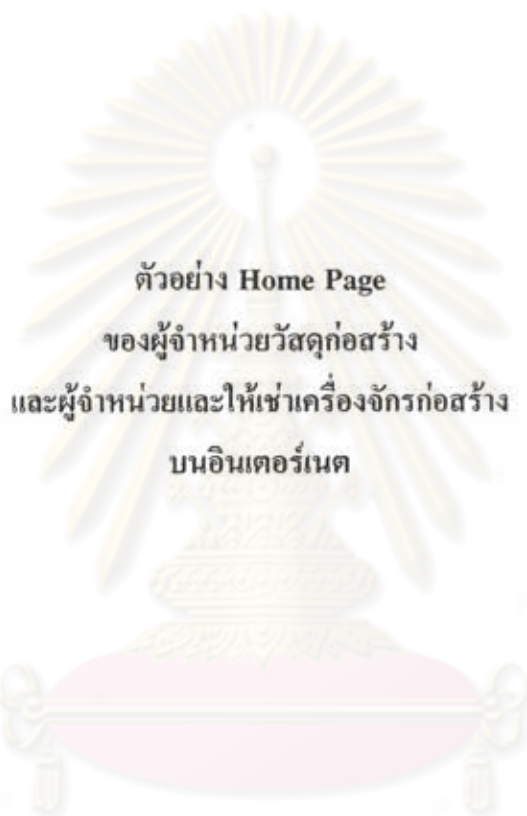 ตัวอย่าง Home Page
ของผู้จำหน่ายวัสดุก่อสร้าง
และผู้จำหน่ายและให้เช่าเครื่องจักรก่อสร้าง
บนอินเตอร์เนต